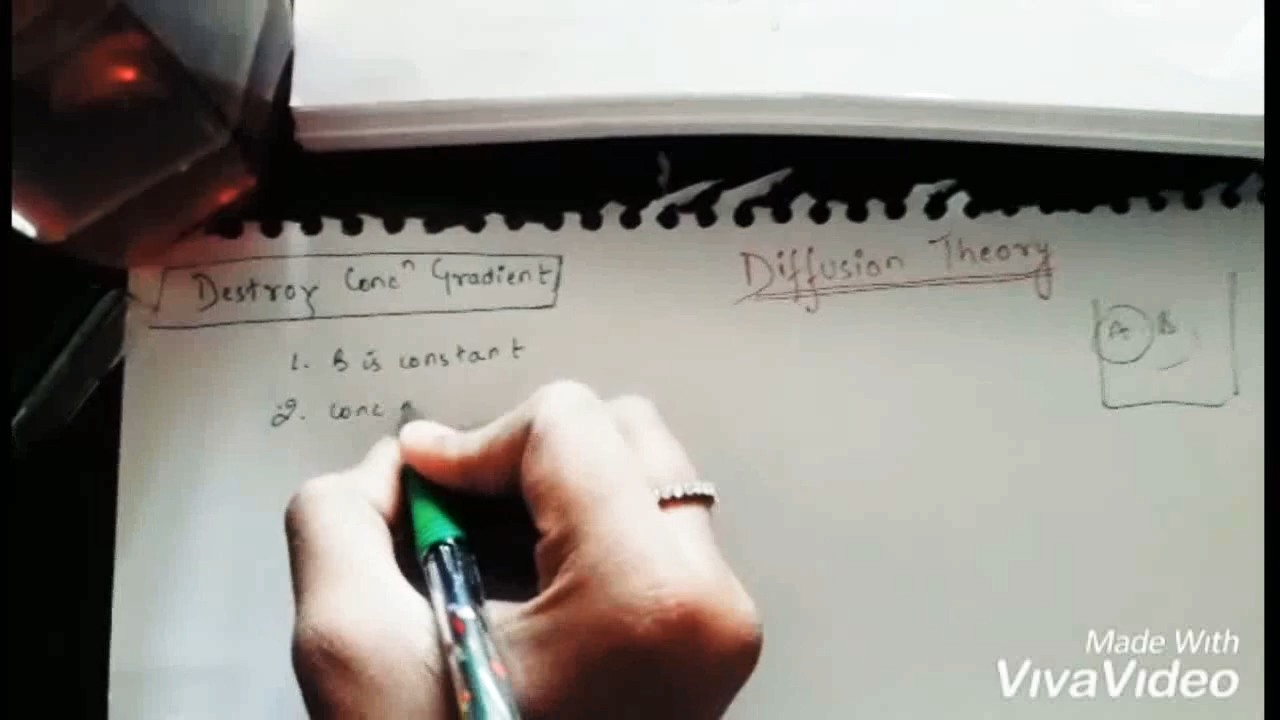 Diffusion Theory
Destroy Concⁿ Gradient
1. B is constant
2. conc
A B
Made With
VivaVideo